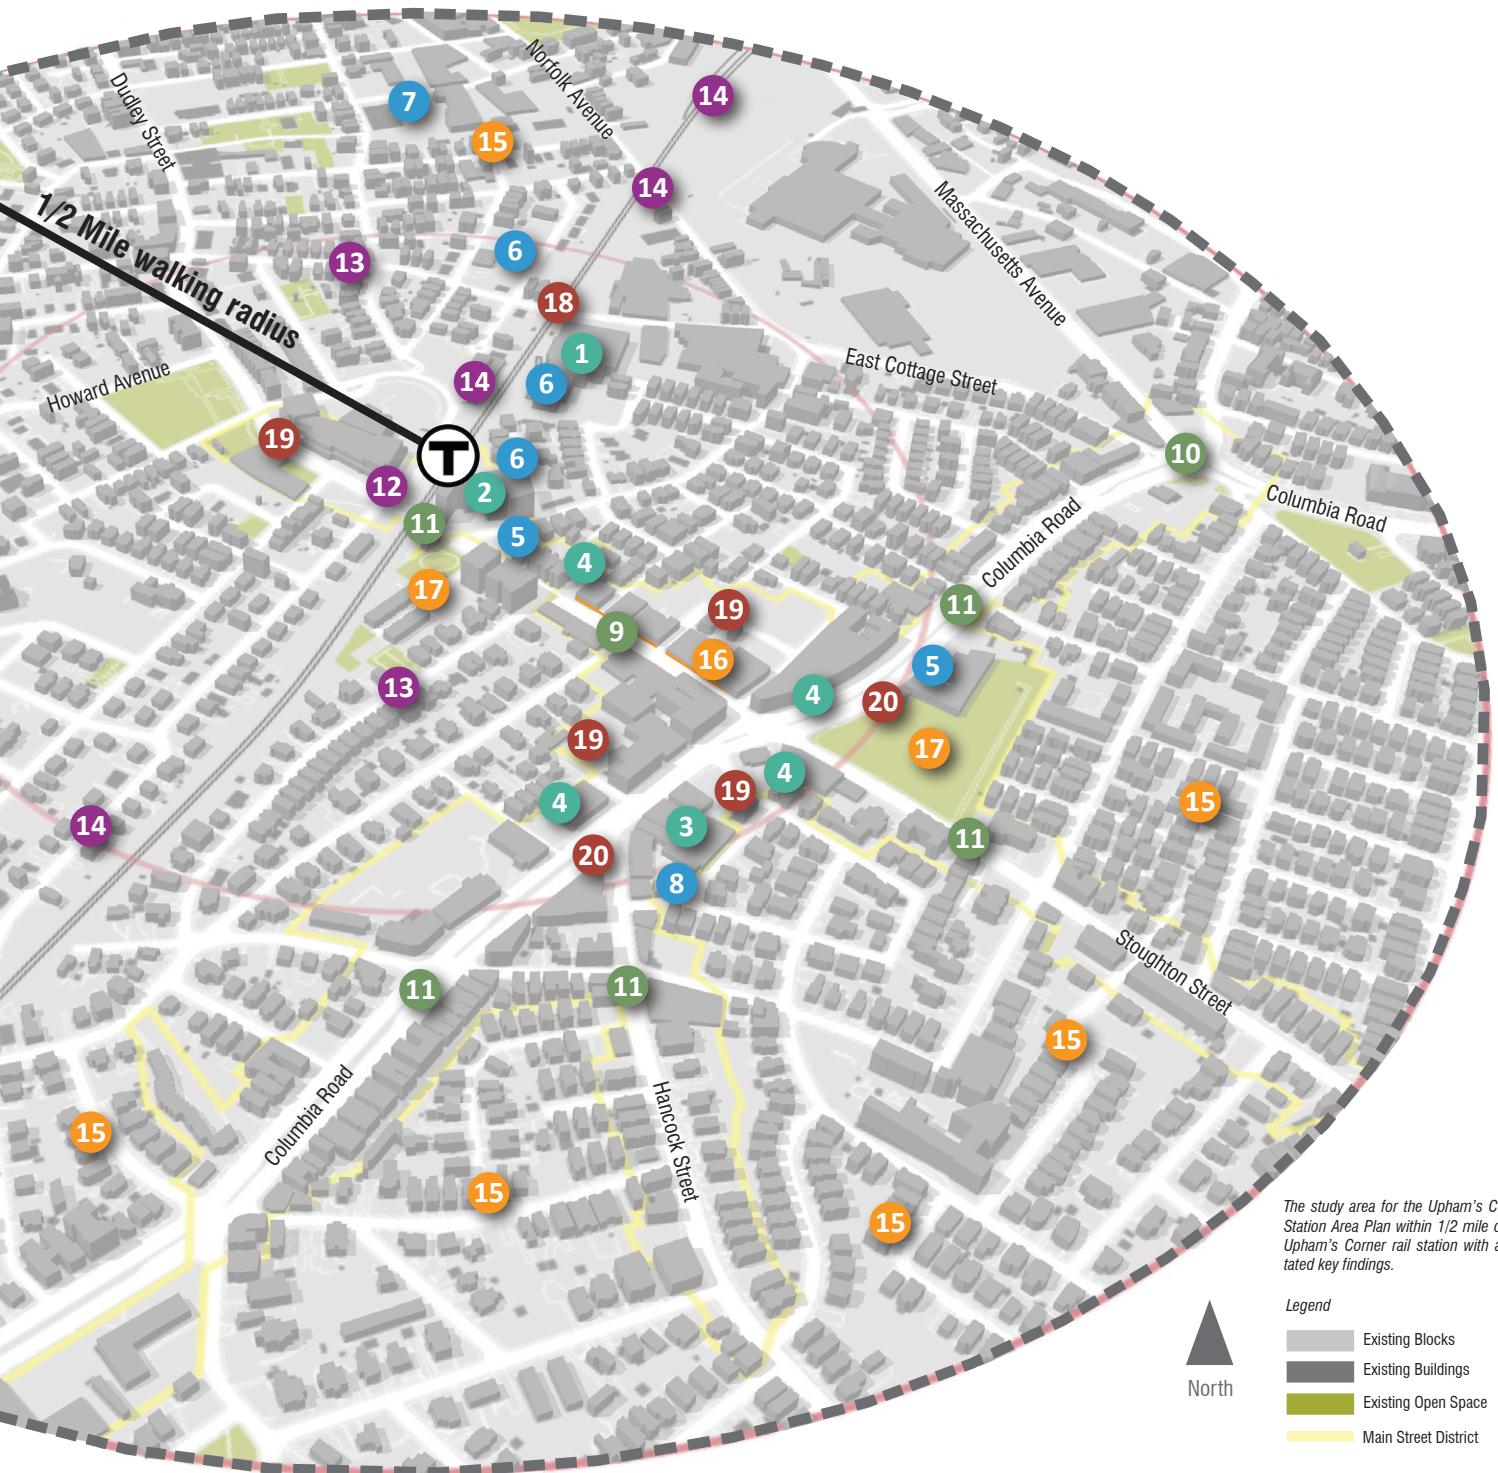 Norfolk Avenue
Dudley Street
7
14
15
14
Massachusetts Avenue
1/2 Mile walking radius
6
13
18
1
East Cottage Street
14
6
Howard Avenue
19
10
T
6
12
2
Columbia Road
11
5
Columbia Road
4
17
11
19
9
16
5
13
4
20
19
17
4
19
15
4
14
3
11
20
8
Stoughton Street
11
11
15
Columbia Road
Hancock Street
15
15
15
The study area for the Upham's C
Station Area Plan within 1/2 mile
Upham's Corner rail station with a
tated key findings.
Legend
North
Existing Blocks
Existing Buildings
Existing Open Space
Main Street District